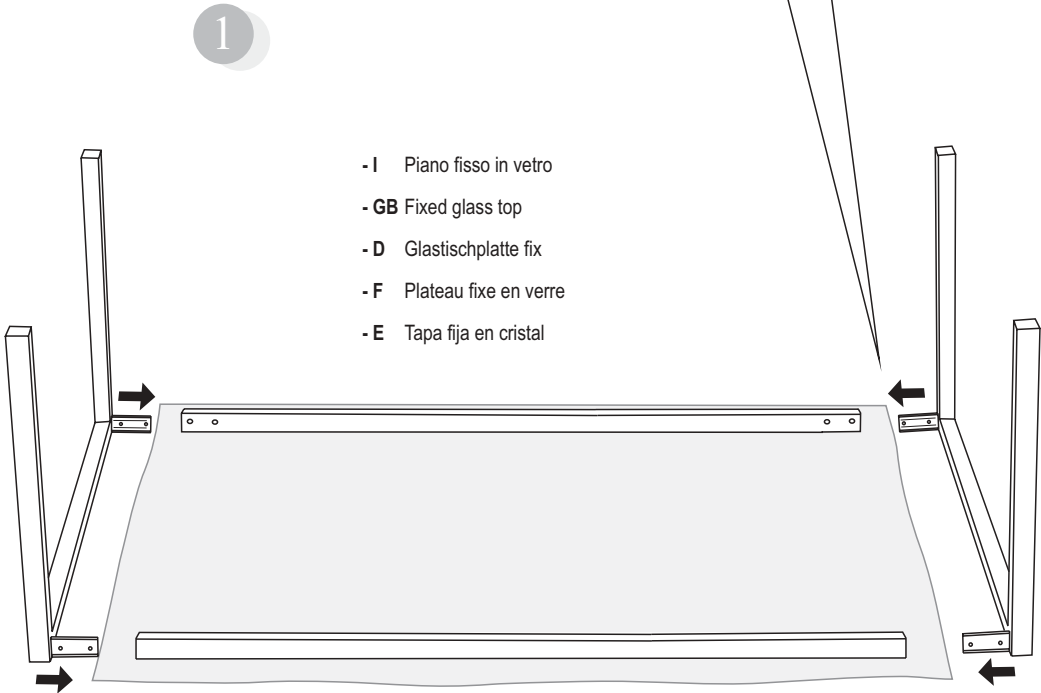 1
- I Piano fisso in vetro
- GB Fixed glass top
- D Glastischplatte fix
- F Plateau fixe en verre
- E Tapa fija en cristal